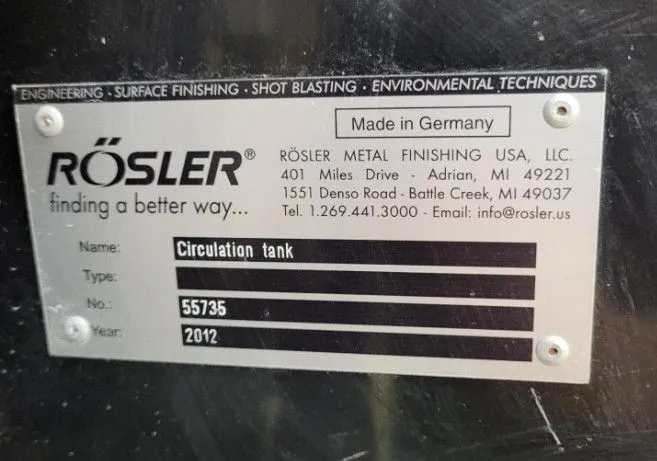 ENGINEERING · SURFACE FINISHING · SHOT BLASTING · ENVIRONMENTAL TECHNIQUES
Made in Germany
RÖSLER®
finding a better way...
RÖSLER METAL FINISHING USA, LLC.
401 Miles Drive - Adrian, MI 49221
1551 Denso Road - Battle Creek, MI 49037
Tel. 1.269.441.3000 - Email: info@rosler.us
Name: Circulation tank
Type:
No.: 55735
Year: 2012